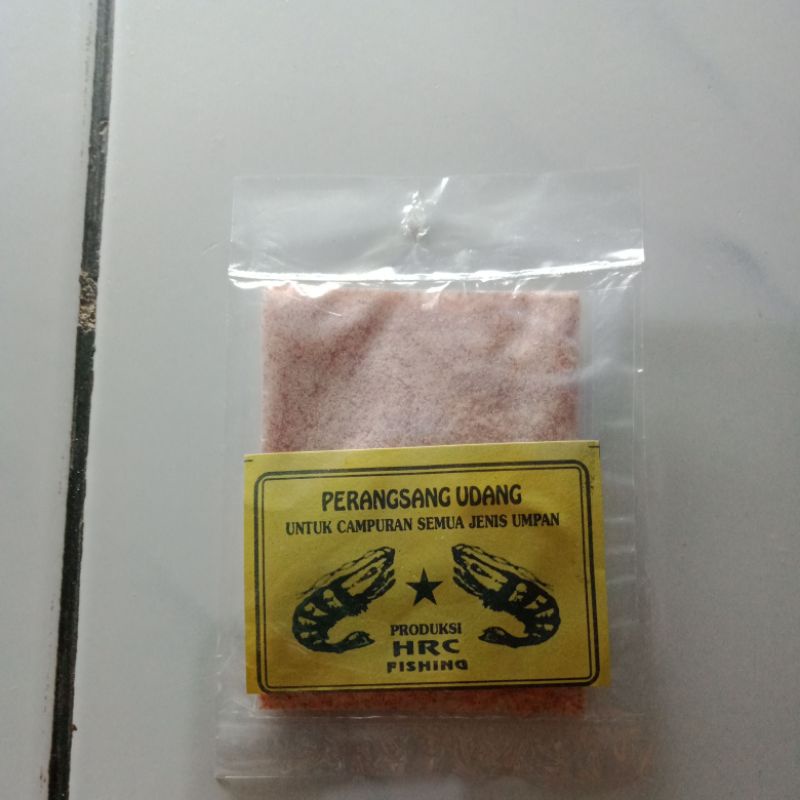 PERANGSANG UDANG
UNTUK CAMPURAN SEMUA JENIS UMPAN
PRODUKSI
HRC
FISHING